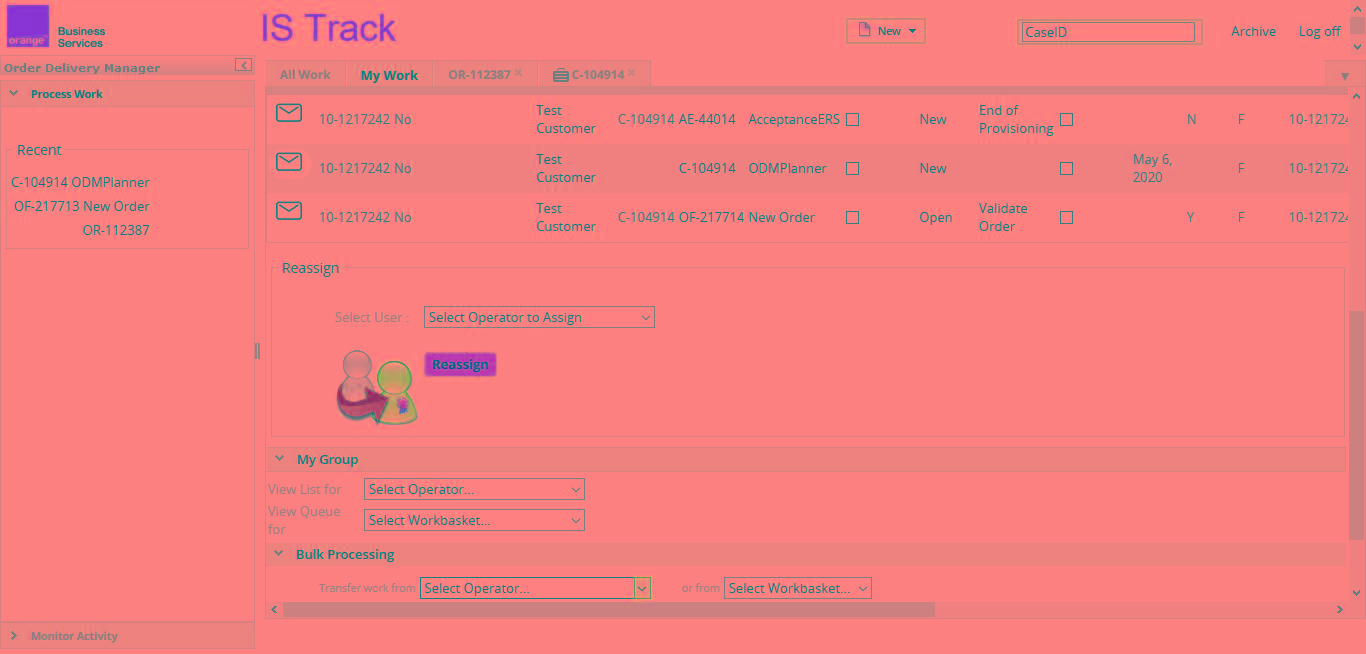 orange™
Business
Services
IS Track
New
CaseID
Archive
Log off
Order Delivery Manager
All Work
My Work
OR-112387
C-104914
Process Work
Recent
C-104914 ODMPlanner
OF-217713 New Order
OR-112387
10-1217242 No Test Customer C-104914 AE-44014 AcceptanceERS New End of Provisioning N F 10-12172
10-1217242 No Test Customer C-104914 ODMPlanner New May 6, 2020 F 10-12172
10-1217242 No Test Customer C-104914 OF-217714 New Order Open Validate Order Y F 10-12172
Reassign
Select User : Select Operator to Assign
Reassign
My Group
View List for Select Operator...
View Queue for Select Workbasket...
Bulk Processing
Transfer work from Select Operator... or from Select Workbasket...
Monitor Activity